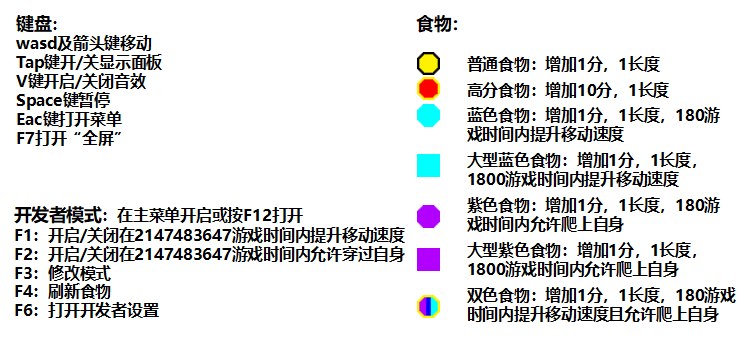 键盘:
wasd及箭头键移动
Tap键开/关显示面板
V键开启/关闭音效
Space键暂停
Eac键打开菜单
F7打开“全屏”
开发者模式：在主菜单开启或按F12打开
F1：开启/关闭在2147483647游戏时间内提升移动速度
F2：开启/关闭在2147483647游戏时间内允许穿过自身
F3：修改模式
F4：刷新食物
F6：打开开发者设置
食物:
普通食物：增加1分，1长度
高分食物：增加10分，1长度
蓝色食物：增加1分，1长度，180游
戏时间内提升移动速度
大型蓝色食物：增加1分，1长度，
1800游戏时间内提升移动速度
紫色食物：增加1分，1长度，180游
戏时间内允许爬上自身
大型紫色食物：增加1分，1长度，
1800游戏时间内允许爬上自身
双色食物：增加1分，1长度，180游戏
时间内提升移动速度且允许爬上自身